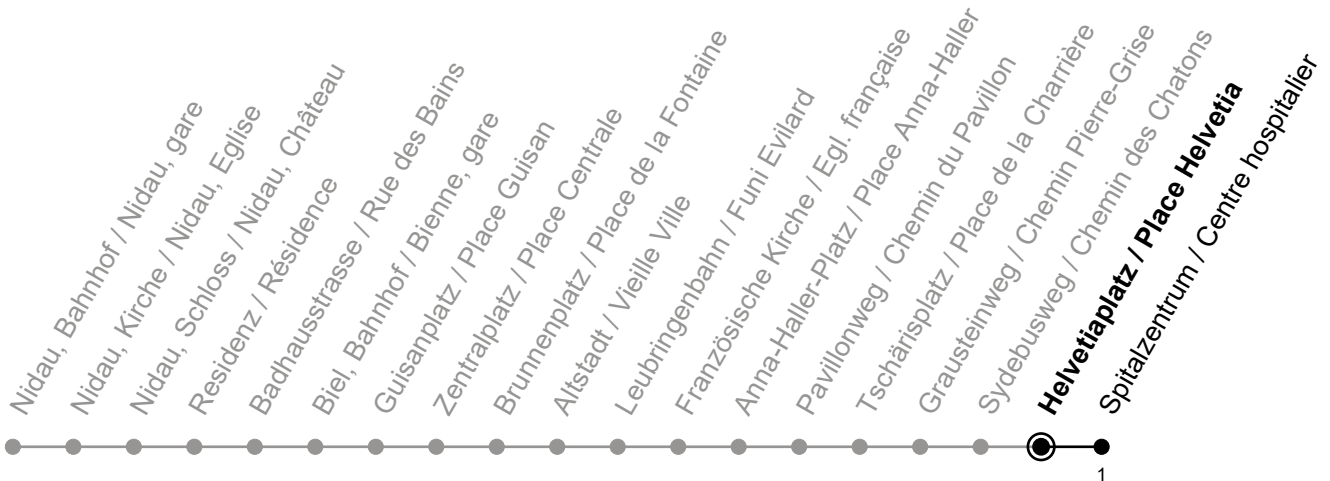 Nidau, Bahnhof / Nidau, gare
Nidau, Kirche / Nidau, Eglise
Nidau, Schloss / Nidau, Château
Residenz / Résidence
Badhausstrasse / Rue des Bains
Biel, Bahnhof / Bienne, gare
Guisanplatz / Place Guisan
Zentralplatz / Place Centrale
Brunnenplatz / Place de la Fontaine
Altstadt / Vieille Ville
Leubringenbahn / Funi Evilard
Französische Kirche / Egl. française
Anna-Haller-Platz / Place Anna-Haller
Pavillonweg / Chemin du Pavillon
Tschärisplatz / Place de la Charrière
Grausteinweg / Chemin Pierre-Grise
Sydebusweg / Chemin des Chatons
Helvetiaplatz / Place Helvetia
Spitalzentrum / Centre hospitalier
1